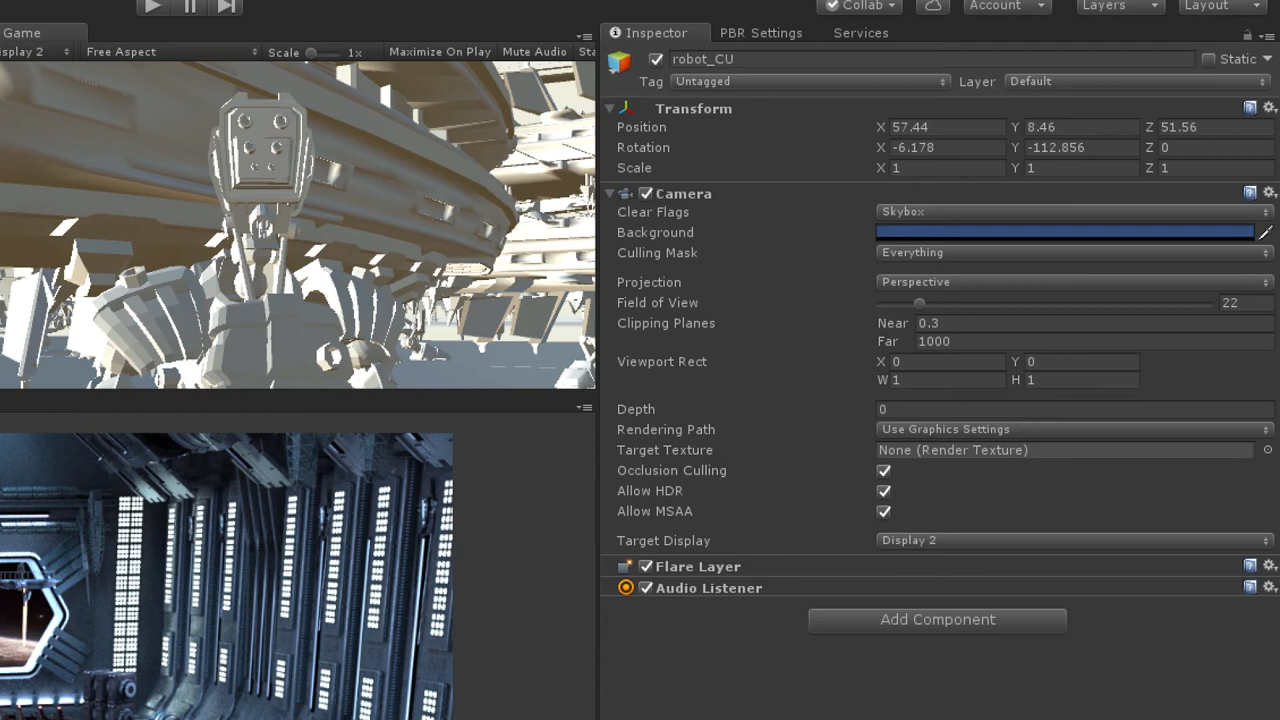 Collab Account Layers Layout
Game
isplay 2 Free Aspect Scale 1x Maximize On Play Mute Audio Sta
Inspector PBR Settings Services
robot_CU Static
Tag Untagged Layer Default
Transform
Position X 57.44 Y 8.46 Z 51.56
Rotation X -6.178 Y -112.856 Z 0
Scale X 1 Y 1 Z 1
Camera
Clear Flags Skybox
Background
Culling Mask Everything
Projection Perspective
Field of View 22
Clipping Planes Near 0.3
Far 1000
Viewport Rect X 0 Y 0
W 1 H 1
Depth 0
Rendering Path Use Graphics Settings
Target Texture None (Render Texture)
Occlusion Culling
Allow HDR
Allow MSAA
Target Display Display 2
Flare Layer
Audio Listener
Add Component